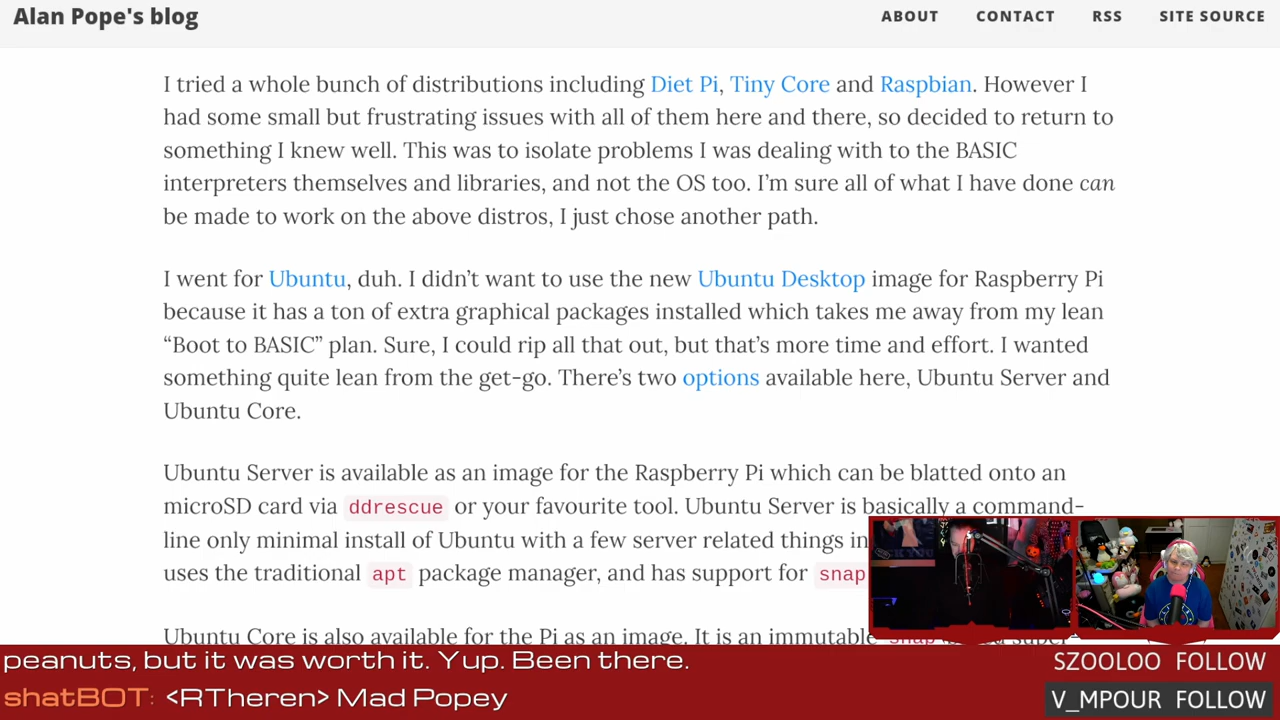 Alan Pope's blog
ABOUT CONTACT RSS SITE SOURCE
I tried a whole bunch of distributions including Diet Pi, Tiny Core and Raspbian. However I
had some small but frustrating issues with all of them here and there, so decided to return to
something I knew well. This was to isolate problems I was dealing with to the BASIC
interpreters themselves and libraries, and not the OS too. I’m sure all of what I have done can
be made to work on the above distros, I just chose another path.
I went for Ubuntu, duh. I didn’t want to use the new Ubuntu Desktop image for Raspberry Pi
because it has a ton of extra graphical packages installed which takes me away from my lean
“Boot to BASIC” plan. Sure, I could rip all that out, but that’s more time and effort. I wanted
something quite lean from the get-go. There’s two options available here, Ubuntu Server and
Ubuntu Core.
Ubuntu Server is available as an image for the Raspberry Pi which can be blatted onto an
microSD card via ddrescue or your favourite tool. Ubuntu Server is basically a command-
line only minimal install of Ubuntu with a few server related things in
uses the traditional apt package manager, and has support for snap
Ubuntu Core is also available for the Pi as an image. It is an immutable
peanuts, but it was worth it. Yup. Been there.
shatBOT: <RTheren> Mad Popey
SZOOLOO FOLLOW
V_MPOUR FOLLOW